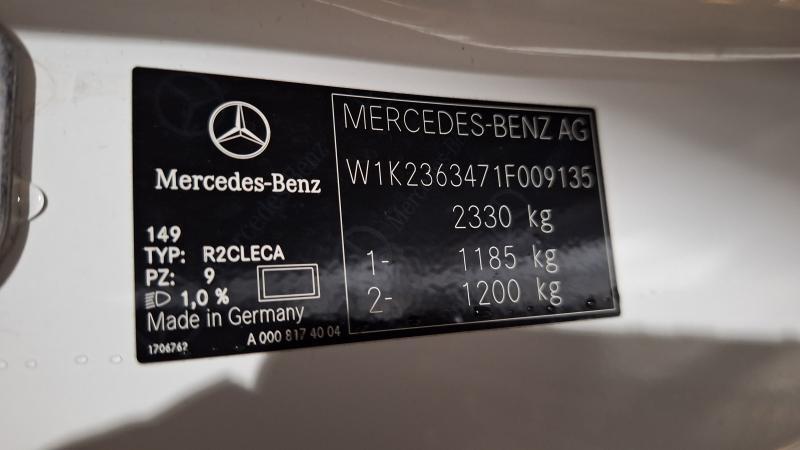 Mercedes-Benz
149
TYP: R2CLECA
PZ: 9
1,0 %
Made in Germany
1706762
A 000 817 40 04
MERCEDES-BENZ AG
W1K2363471F009135
2330 kg
1- 1185 kg
2- 1200 kg